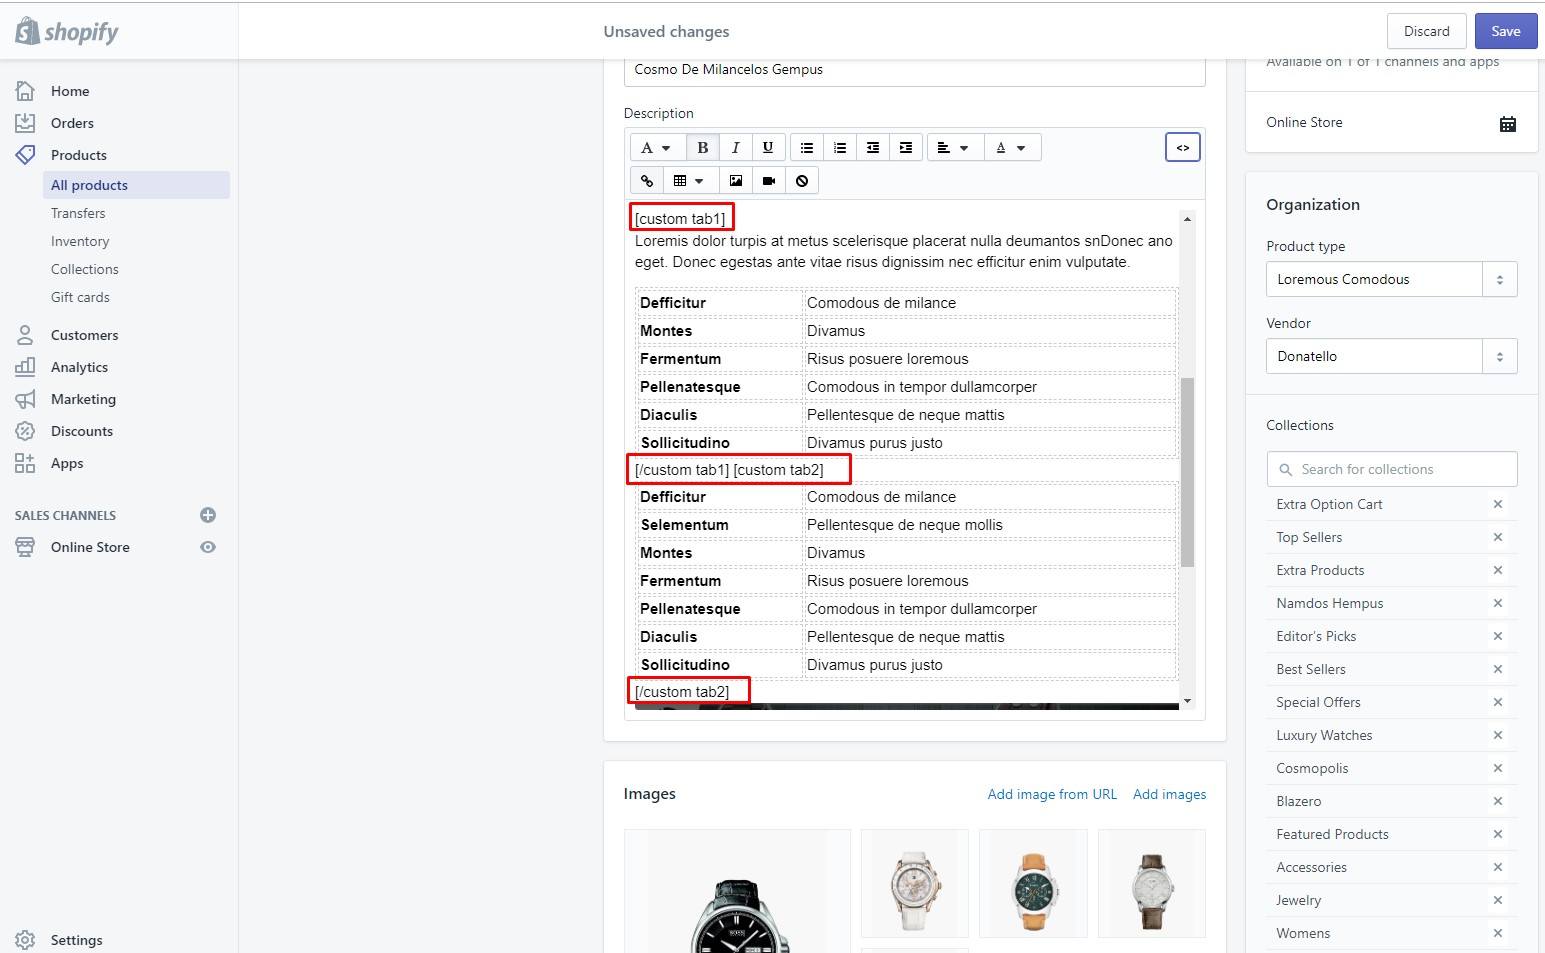 shopify
Unsaved changes
Discard
Save
Home
Orders
Products
All products
Transfers
Inventory
Collections
Gift cards
Customers
Analytics
Marketing
Discounts
Apps
SALES CHANNELS
Online Store
Settings
Cosmo De Milancelos Gempus
Description
A B I U A <>
[custom tab1]
Loremis dolor turpis at metus scelerisque placerat nulla deumantos snDonec ano
eget. Donec egestas ante vitae risus dignissim nec efficitur enim vulputate.
Defficitur Comodous de milance
Montes Divamus
Fermentum Risus posuere loremous
Pellenatesque Comodous in tempor dullamcorper
Diaculis Pellentesque de neque mattis
Sollicitudino Divamus purus justo
[/custom tab1] [custom tab2]
Defficitur Comodous de milance
Selementum Pellentesque de neque mollis
Montes Divamus
Fermentum Risus posuere loremous
Pellenatesque Comodous in tempor dullamcorper
Diaculis Pellentesque de neque mattis
Sollicitudino Divamus purus justo
[/custom tab2]
Images
Add image from URL Add images
BOSS
Available on 1 of 1 channels and apps
Online Store
Organization
Product type
Loremous Comodous
Vendor
Donatello
Collections
Search for collections
Extra Option Cart
Top Sellers
Extra Products
Namdos Hempus
Editor's Picks
Best Sellers
Special Offers
Luxury Watches
Cosmopolis
Blazero
Featured Products
Accessories
Jewelry
Womens